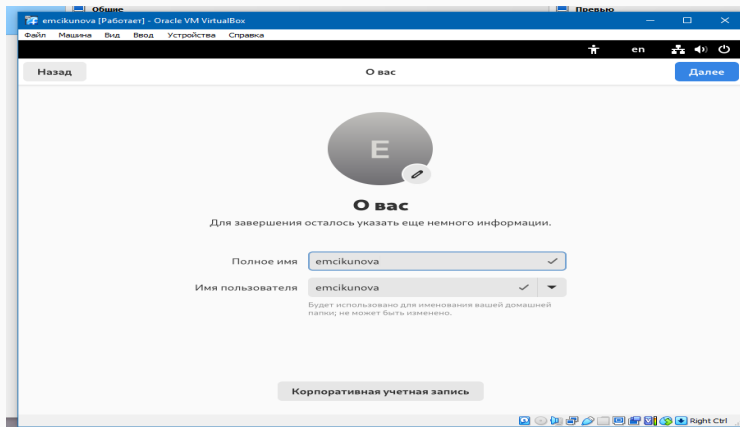 Общие
Превью
emcikunova [Работает] - Oracle VM VirtualBox
Файл Машина Вид Ввод Устройства Справка
en
Назад
О вас
Далее
E
О вас
Для завершения осталось указать еще немного информации.
Полное имя emcikunova
Имя пользователя emcikunova
Будет использовано для именования вашей домашней
папки; не может быть изменено.
Корпоративная учетная запись
Right Ctrl